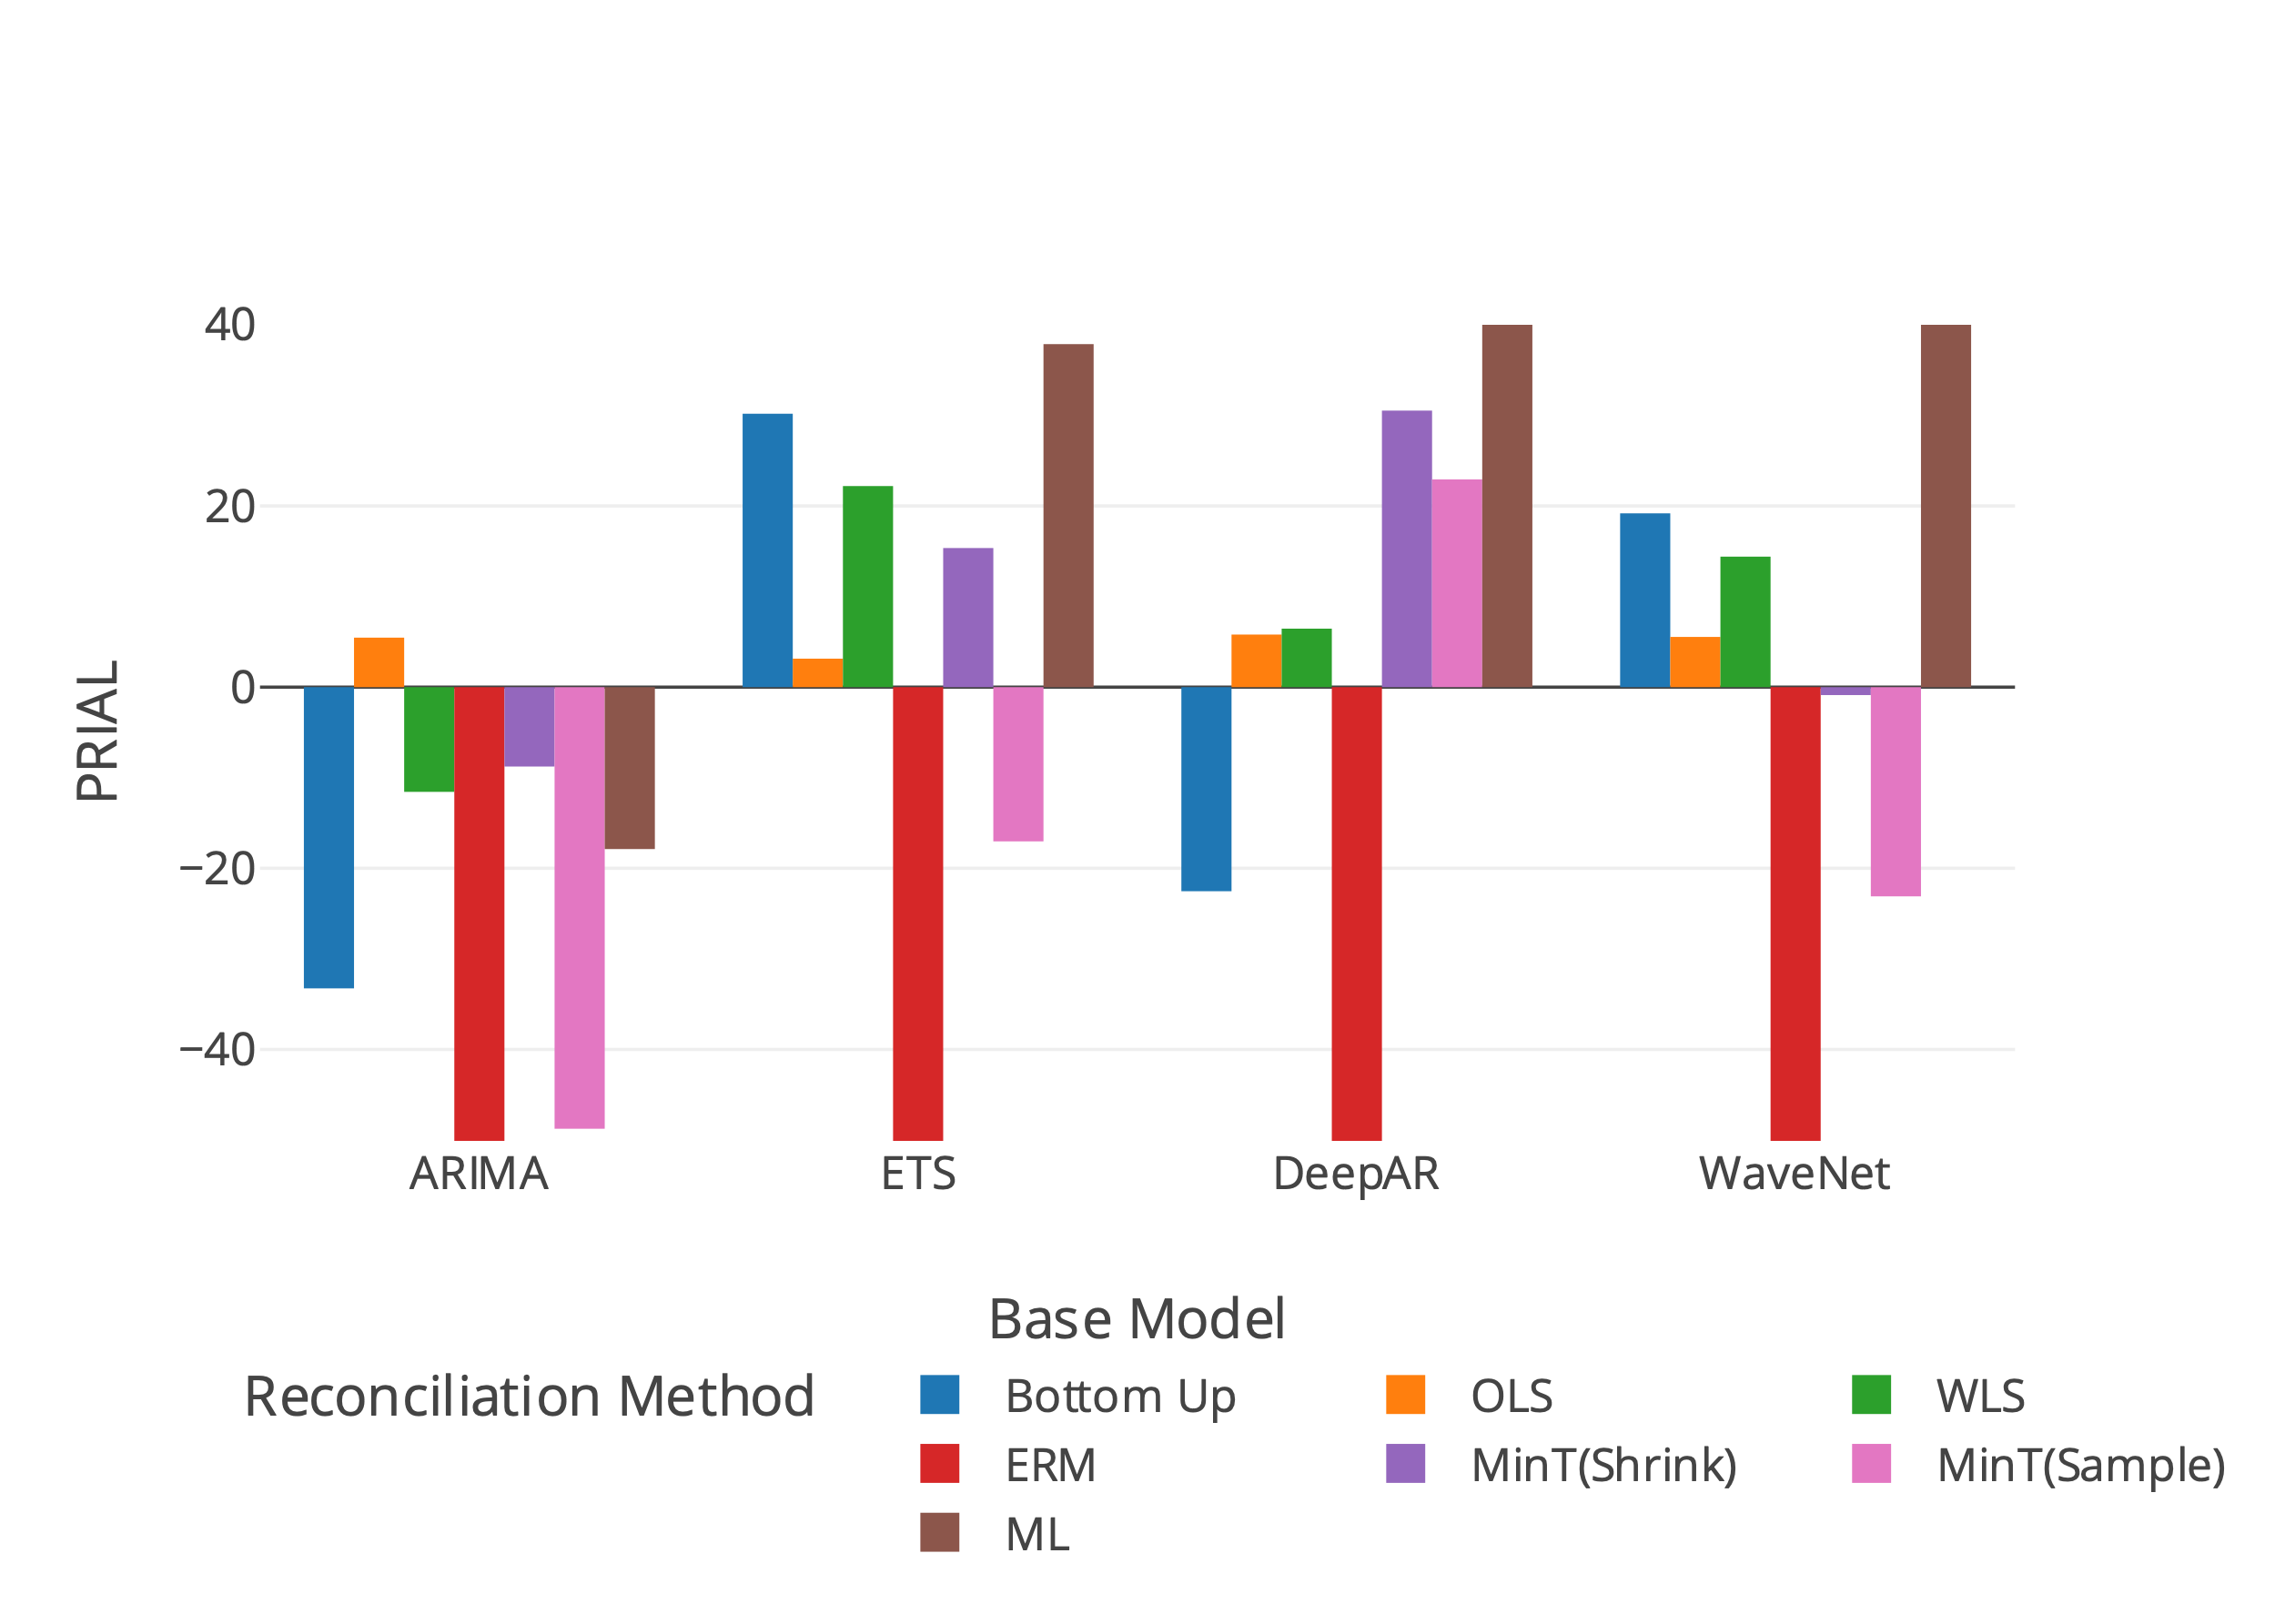 40
20
0
−20
−40
PRIAL
ARIMA ETS DeepAR WaveNet
Base Model
Reconciliation Method Bottom Up OLS WLS
ERM MinT(Shrink) MinT(Sample)
ML